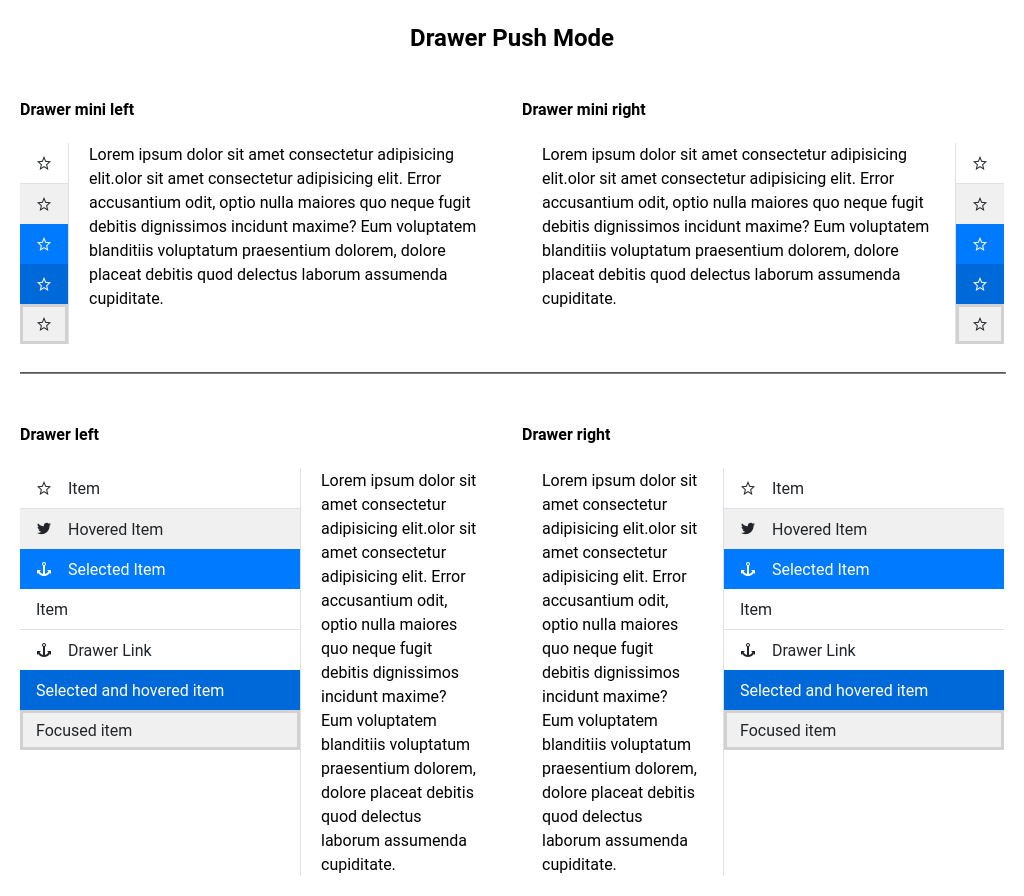 Drawer Push Mode
Drawer mini left
Lorem ipsum dolor sit amet consectetur adipisicing
elit.olor sit amet consectetur adipisicing elit. Error
accusantium odit, optio nulla maiores quo neque fugit
debitis dignissimos incidunt maxime? Eum voluptatem
blanditiis voluptatum praesentium dolorem, dolore
placeat debitis quod delectus laborum assumenda
cupiditate.
Drawer mini right
Lorem ipsum dolor sit amet consectetur adipisicing
elit.olor sit amet consectetur adipisicing elit. Error
accusantium odit, optio nulla maiores quo neque fugit
debitis dignissimos incidunt maxime? Eum voluptatem
blanditiis voluptatum praesentium dolorem, dolore
placeat debitis quod delectus laborum assumenda
cupiditate.
Drawer left
Item
Hovered Item
Selected Item
Item
Drawer Link
Selected and hovered item
Focused item
Lorem ipsum dolor sit
amet consectetur
adipisicing elit.olor sit
amet consectetur
adipisicing elit. Error
accusantium odit,
optio nulla maiores
quo neque fugit
debitis dignissimos
incidunt maxime?
Eum voluptatem
blanditiis voluptatum
praesentium dolorem,
dolore placeat debitis
quod delectus
laborum assumenda
cupiditate.
Drawer right
Lorem ipsum dolor sit
amet consectetur
adipisicing elit.olor sit
amet consectetur
adipisicing elit. Error
accusantium odit,
optio nulla maiores
quo neque fugit
debitis dignissimos
incidunt maxime?
Eum voluptatem
blanditiis voluptatum
praesentium dolorem,
dolore placeat debitis
quod delectus
laborum assumenda
cupiditate.
Item
Hovered Item
Selected Item
Item
Drawer Link
Selected and hovered item
Focused item